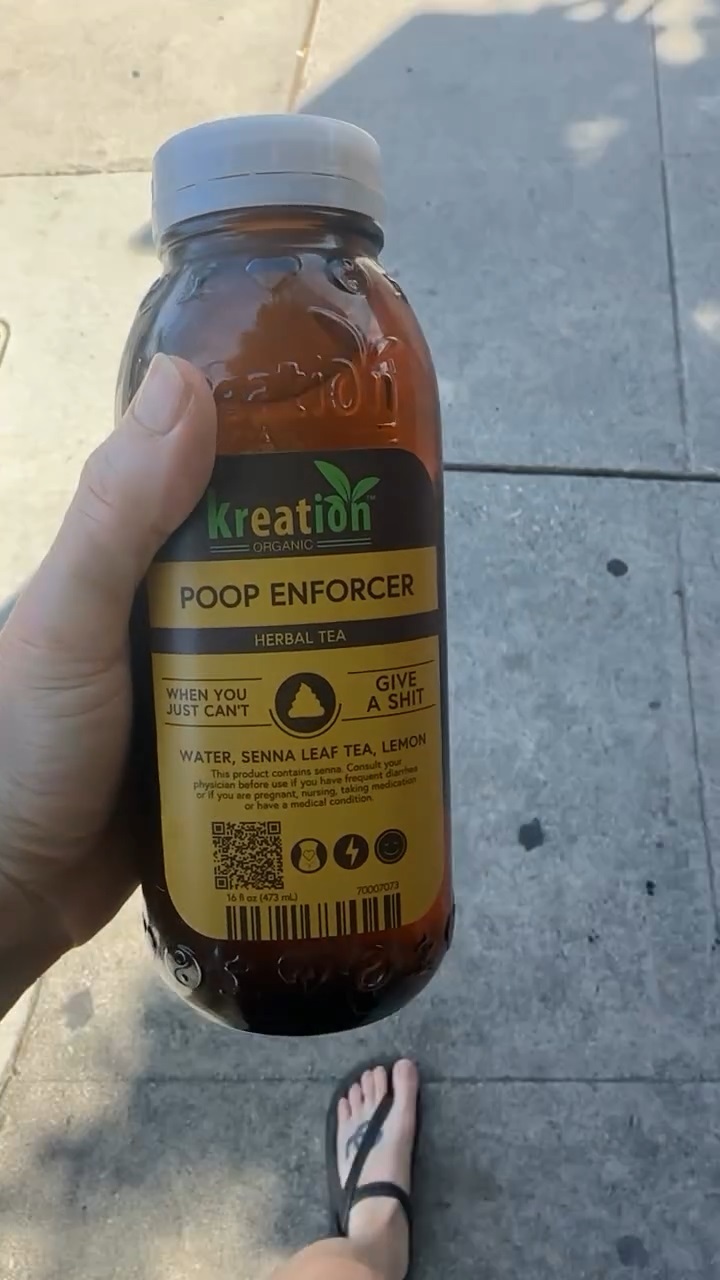 kreation™
ORGANIC
POOP ENFORCER
HERBAL TEA
WHEN YOU
JUST CAN'T
GIVE
A SHIT
WATER, SENNA LEAF TEA, LEMON
This product contains senna. Consult your
physician before use if you have frequent diarrhea
or if you are pregnant, nursing, taking medication
or have a medical condition.
16 fl oz (473 mL)
70007073